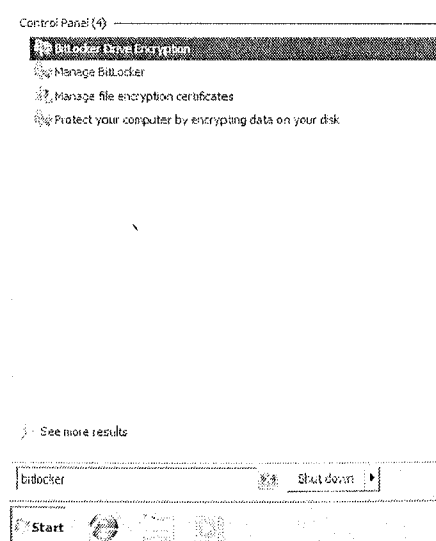 Control Panel (4)
BitLocker Drive Encryption
Manage BitLocker
Manage file encryption certificates
Protect your computer by encrypting data on your disk
See more results
bitlocker
Shut down
Start